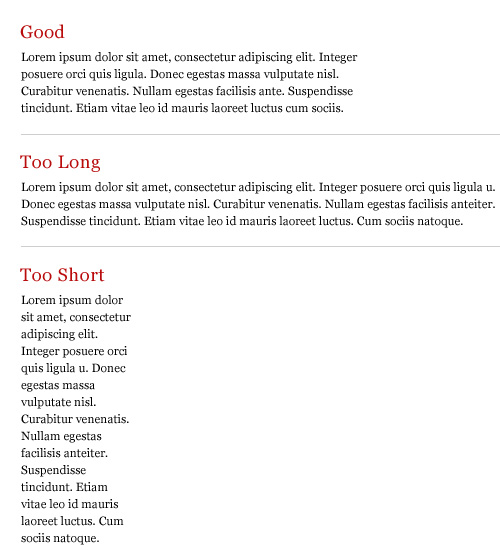 Good
Lorem ipsum dolor sit amet, consectetur adipiscing elit. Integer
posuere orci quis ligula. Donec egestas massa vulputate nisl.
Curabitur venenatis. Nullam egestas facilisis ante. Suspendisse
tincidunt. Etiam vitae leo id mauris laoreet luctus cum sociis.
Too Long
Lorem ipsum dolor sit amet, consectetur adipiscing elit. Integer posuere orci quis ligula u.
Donec egestas massa vulputate nisl. Curabitur venenatis. Nullam egestas facilisis anteiter.
Suspendisse tincidunt. Etiam vitae leo id mauris laoreet luctus. Cum sociis natoque.
Too Short
Lorem ipsum dolor
sit amet, consectetur
adipiscing elit.
Integer posuere orci
quis ligula u. Donec
egestas massa
vulputate nisl.
Curabitur venenatis.
Nullam egestas
facilisis anteiter.
Suspendisse
tincidunt. Etiam
vitae leo id mauris
laoreet luctus. Cum
sociis natoque.